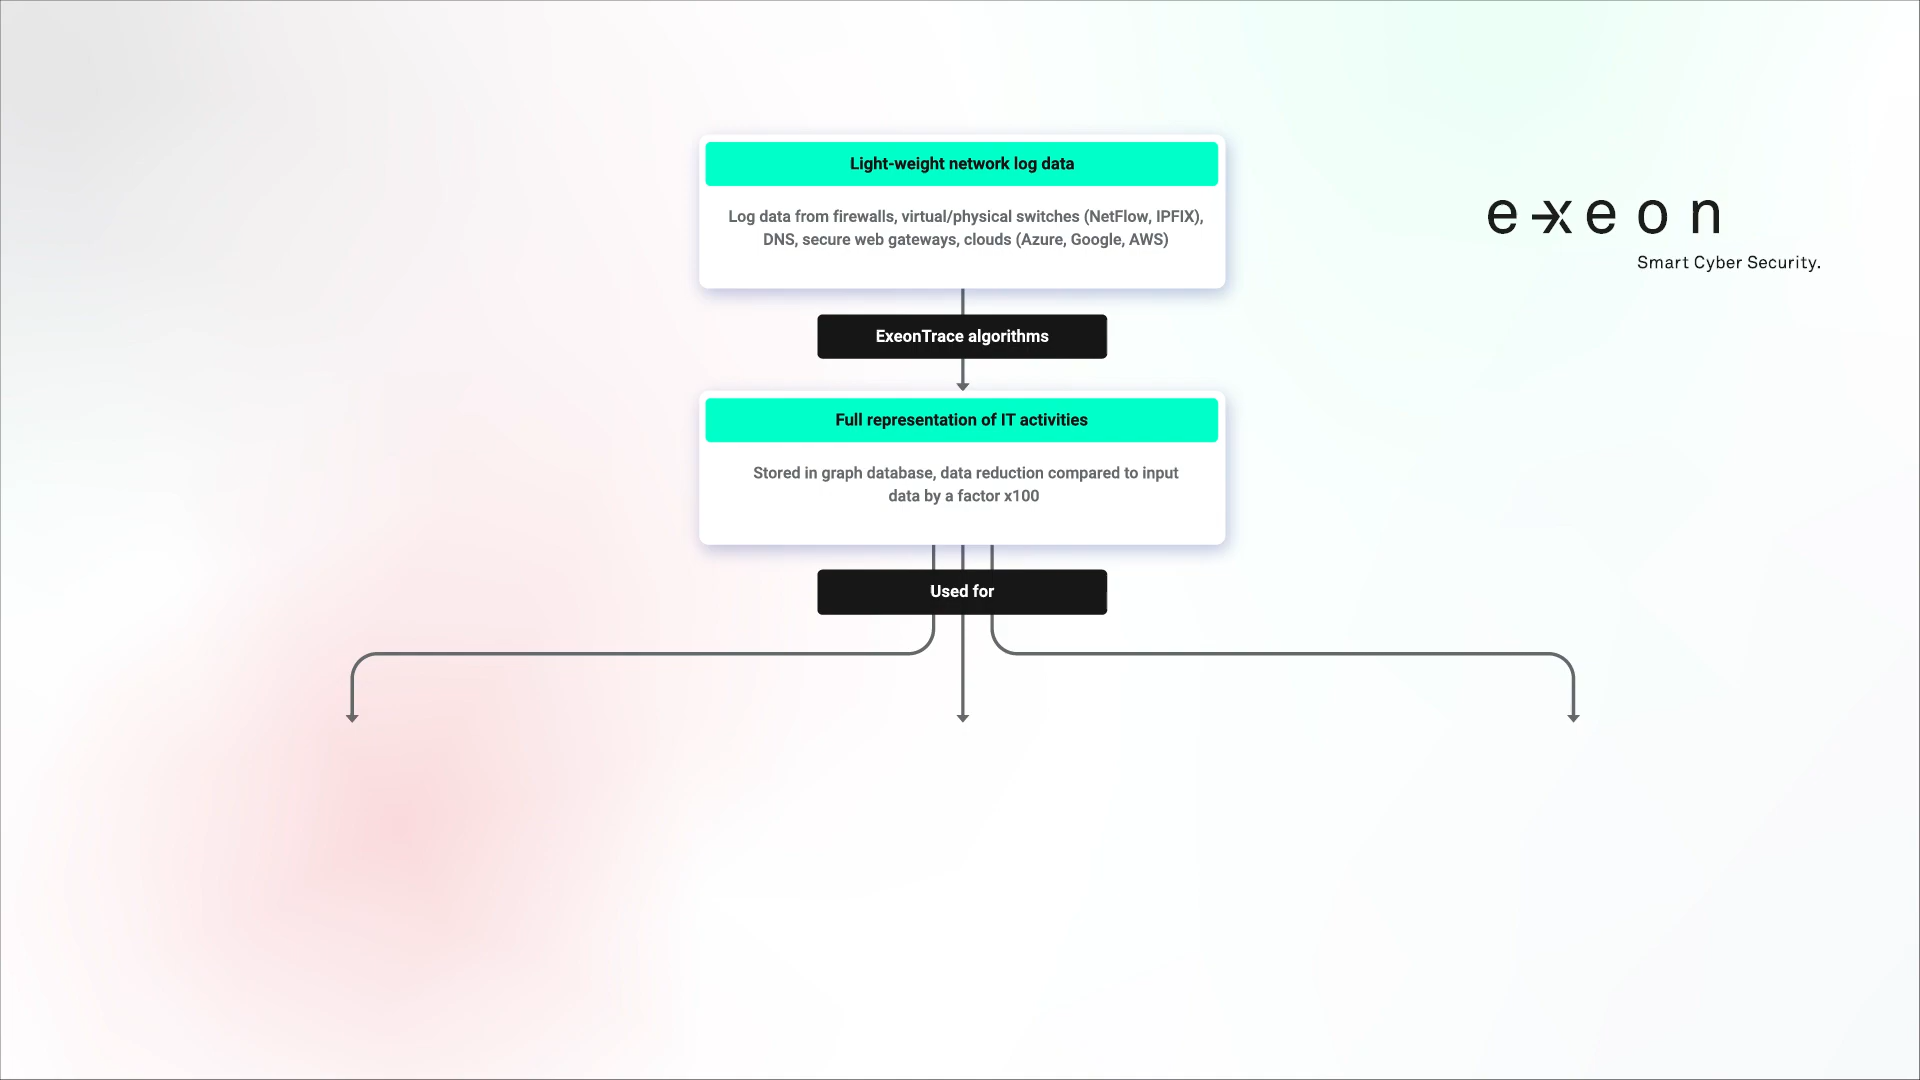 Light-weight network log data
Log data from firewalls, virtual/physical switches (NetFlow, IPFIX),
DNS, secure web gateways, clouds (Azure, Google, AWS)
exeon
Smart Cyber Security.
ExeonTrace algorithms
Full representation of IT activities
Stored in graph database, data reduction compared to input
data by a factor x100
Used for